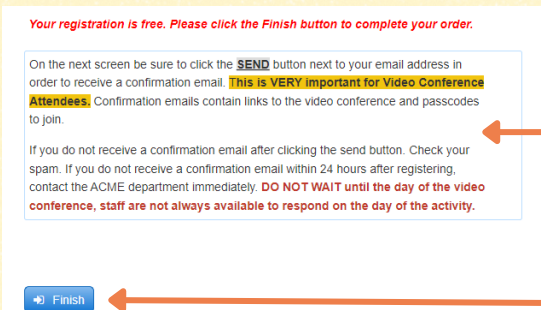 Your registration is free. Please click the Finish button to complete your order.
On the next screen be sure to click the SEND button next to your email address in
order to receive a confirmation email. This is VERY important for Video Conference
Attendees. Confirmation emails contain links to the video conference and passcodes
to join.
If you do not receive a confirmation email after clicking the send button. Check your
spam. If you do not receive a confirmation email within 24 hours after registering,
contact the ACME department immediately. DO NOT WAIT until the day of the video
conference, staff are not always available to respond on the day of the activity.
Finish